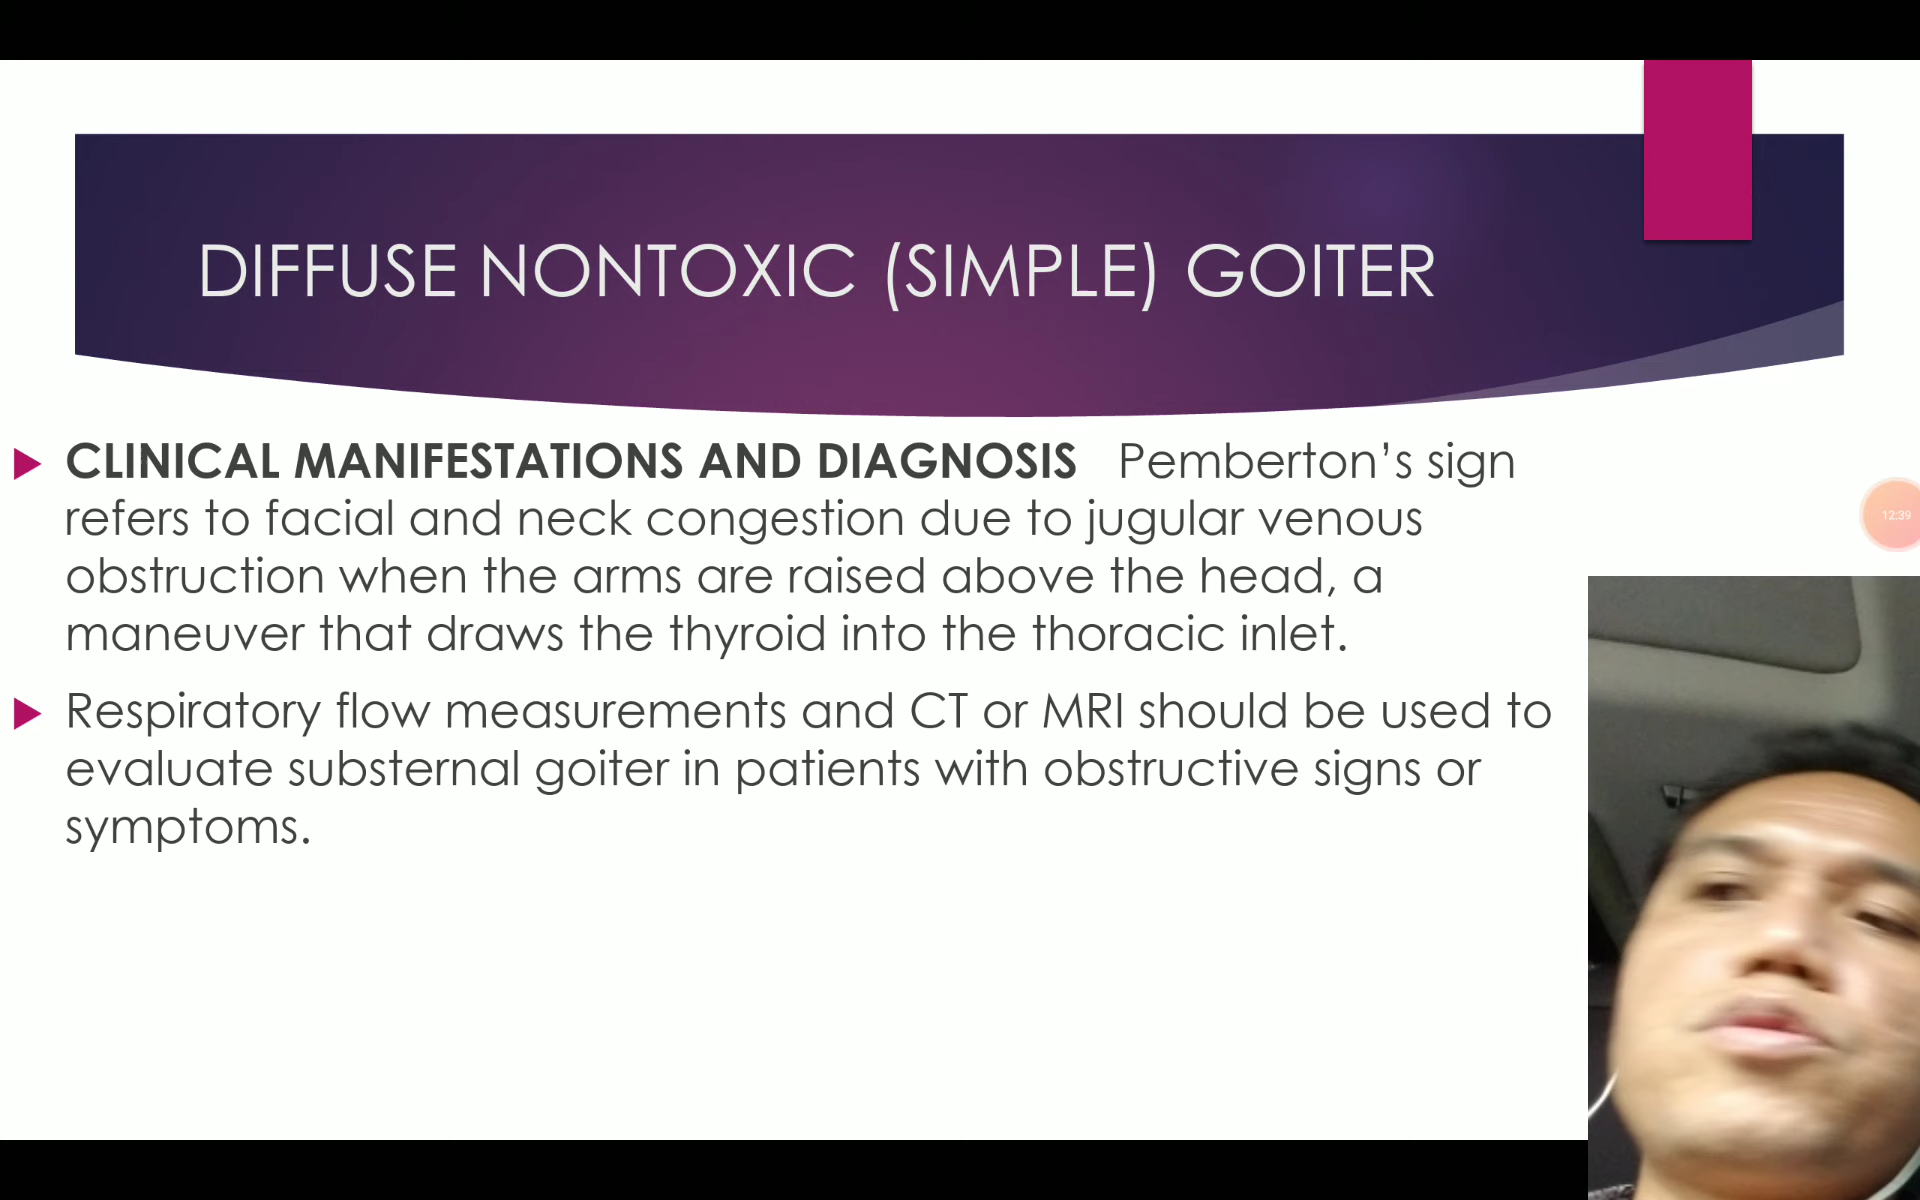 DIFFUSE NONTOXIC (SIMPLE) GOITER
CLINICAL MANIFESTATIONS AND DIAGNOSIS Pemberton’s sign
refers to facial and neck congestion due to jugular venous
obstruction when the arms are raised above the head, a
maneuver that draws the thyroid into the thoracic inlet.
Respiratory flow measurements and CT or MRI should be used to
evaluate substernal goiter in patients with obstructive signs or
symptoms.
12:39